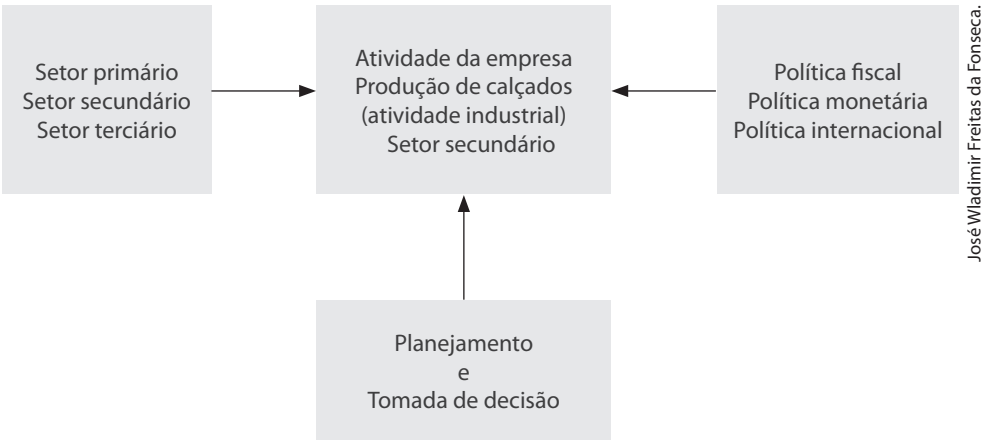 Setor primário
Setor secundário
Setor terciário
Atividade da empresa
Produção de calçados
(atividade industrial)
Setor secundário
Política fiscal
Política monetária
Política internacional
Planejamento
e
Tomada de decisão
José Wladimir Freitas da Fonseca.